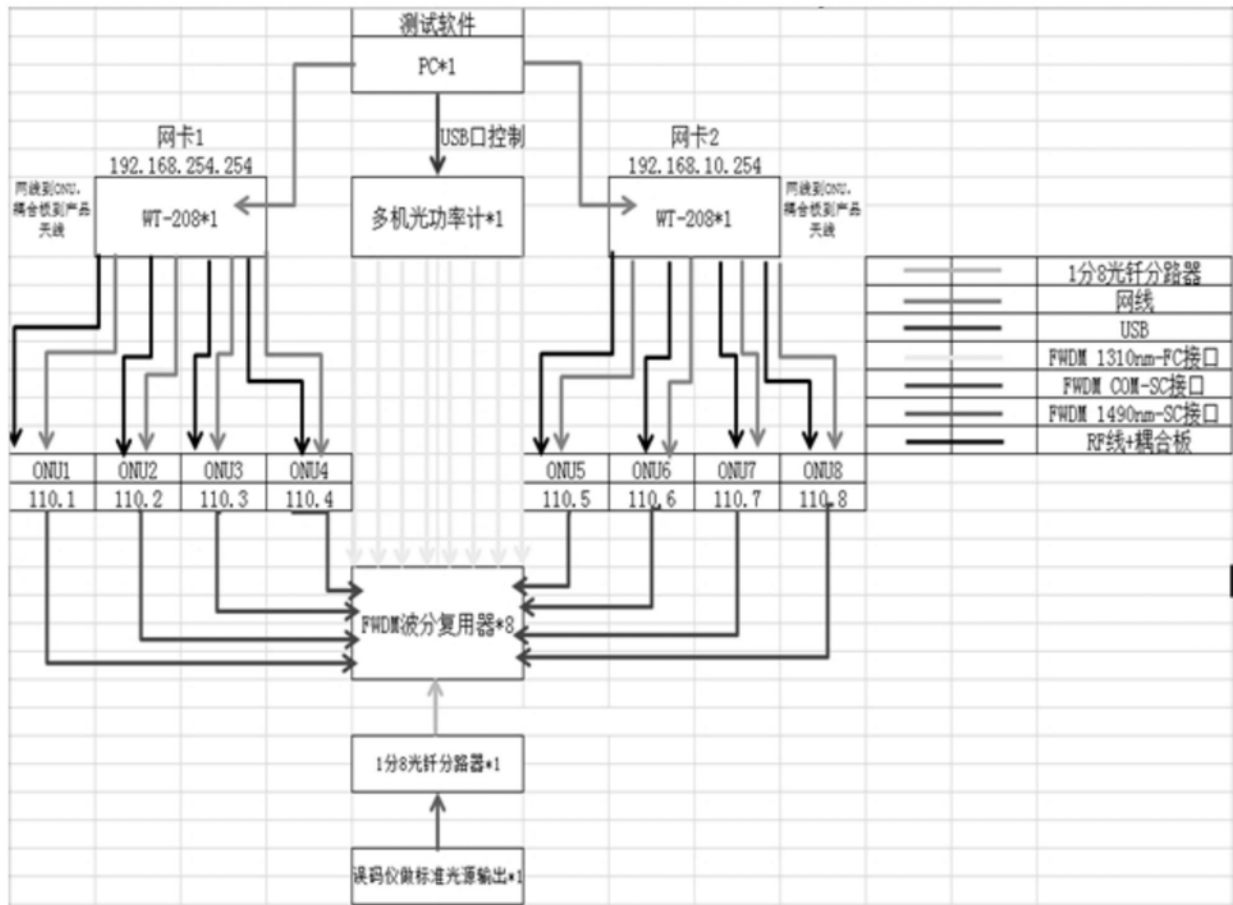 测试软件
PC*1
USB口控制
网卡1
192.168.254.254
网卡2
192.168.10.254
网线到ONU，
耦合板到产品
天线
WT-208*1
多机光功率计*1
WT-208*1
网线到ONU，
耦合板到产品
天线
1分8光钎分路器
网线
USB
FWDM 1310nm-FC接口
FWDM COM-SC接口
FWDM 1490nm-SC接口
RF线+耦合板
ONU1 ONU2 ONU3 ONU4
110.1 110.2 110.3 110.4
ONU5 ONU6 ONU7 ONU8
110.5 110.6 110.7 110.8
FWDM波分复用器*8
1分8光钎分路器*1
误码仪做标准光源输出*1